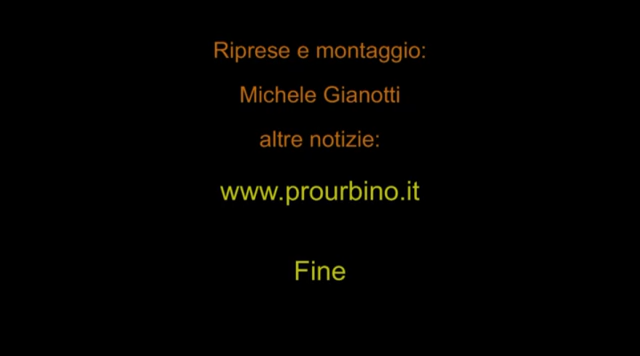 Riprese e montaggio:
Michele Gianotti
altre notizie:
www.prourbino.it
Fine